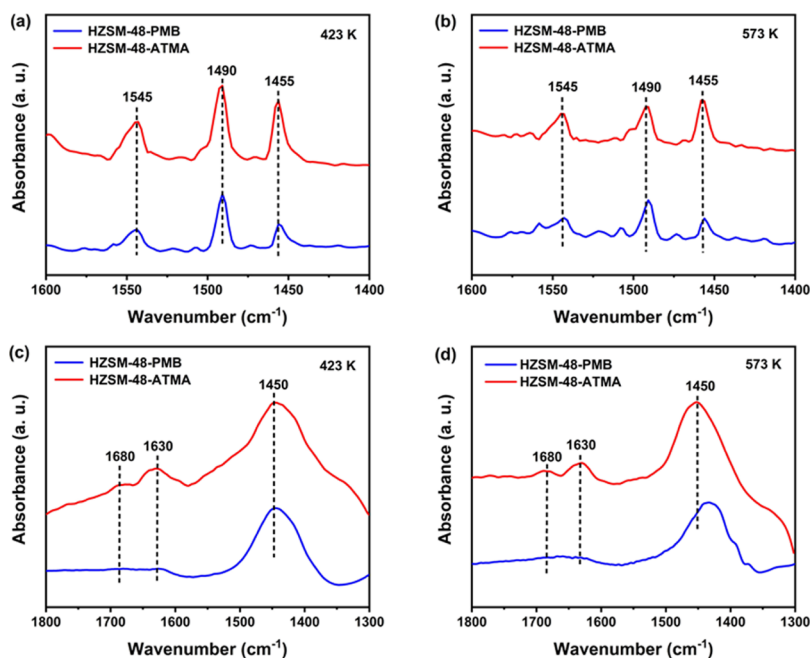 (a)
HZSM-48-PMB
HZSM-48-ATMA
423 K
1545
1490
1455
Absorbance (a. u.)
1600
1550
1500
1450
1400
Wavenumber (cm⁻¹)
(b)
HZSM-48-PMB
HZSM-48-ATMA
573 K
1545
1490
1455
Absorbance (a. u.)
1600
1550
1500
1450
1400
Wavenumber (cm⁻¹)
(c)
HZSM-48-PMB
HZSM-48-ATMA
423 K
1680
1630
1450
Absorbance (a. u.)
1800
1700
1600
1500
1400
1300
Wavenumber (cm⁻¹)
(d)
HZSM-48-PMB
HZSM-48-ATMA
573 K
1680
1630
1450
Absorbance (a. u.)
1800
1700
1600
1500
1400
1300
Wavenumber (cm⁻¹)